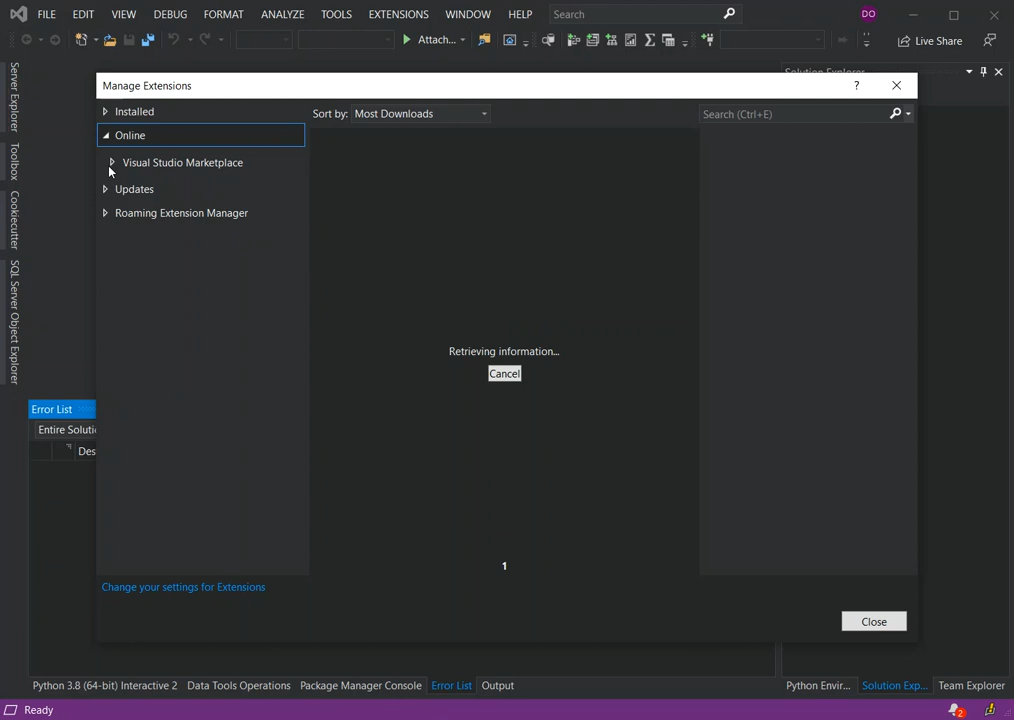 FILE EDIT VIEW DEBUG FORMAT ANALYZE TOOLS EXTENSIONS WINDOW HELP Search DO
Attach... Live Share
Server Explorer
Toolbox
Cookiecutter
SQL Server Object Explorer
Solution Explorer
Manage Extensions ?
Installed
Online
Visual Studio Marketplace
Updates
Roaming Extension Manager
Sort by: Most Downloads
Search (Ctrl+E)
Retrieving information...
Cancel
1
Change your settings for Extensions
Close
Error List
Entire Soluti
Des
Python 3.8 (64-bit) Interactive 2 Data Tools Operations Package Manager Console Error List Output
Python Envir... Solution Exp... Team Explorer
Ready 2